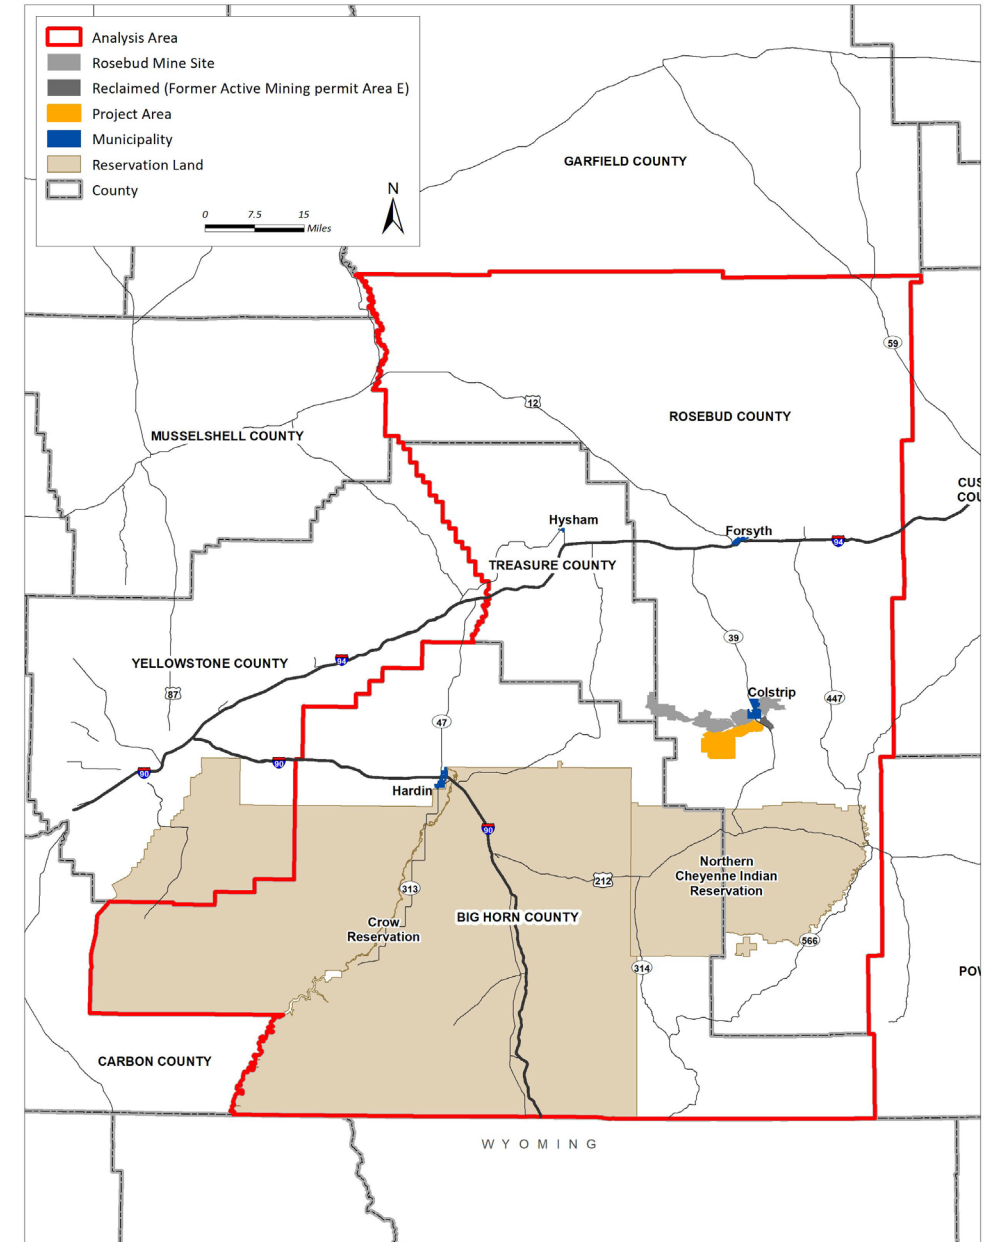 Analysis Area
Rosebud Mine Site
Reclaimed (Former Active Mining permit Area E)
Project Area
Municipality
Reservation Land
County
0 7.5 15
Miles
N
GARFIELD COUNTY
59
12
ROSEBUD COUNTY
MUSSELSHELL COUNTY
CUS
COU
Hysham
Forsyth
94
TREASURE COUNTY
39
94
YELLOWSTONE COUNTY
87
Colstrip
447
47
90
90
Hardin
90
Northern
Cheyenne Indian
Reservation
212
313
BIG HORN COUNTY
Crow
Reservation
566
314
POW
CARBON COUNTY
WYOMING